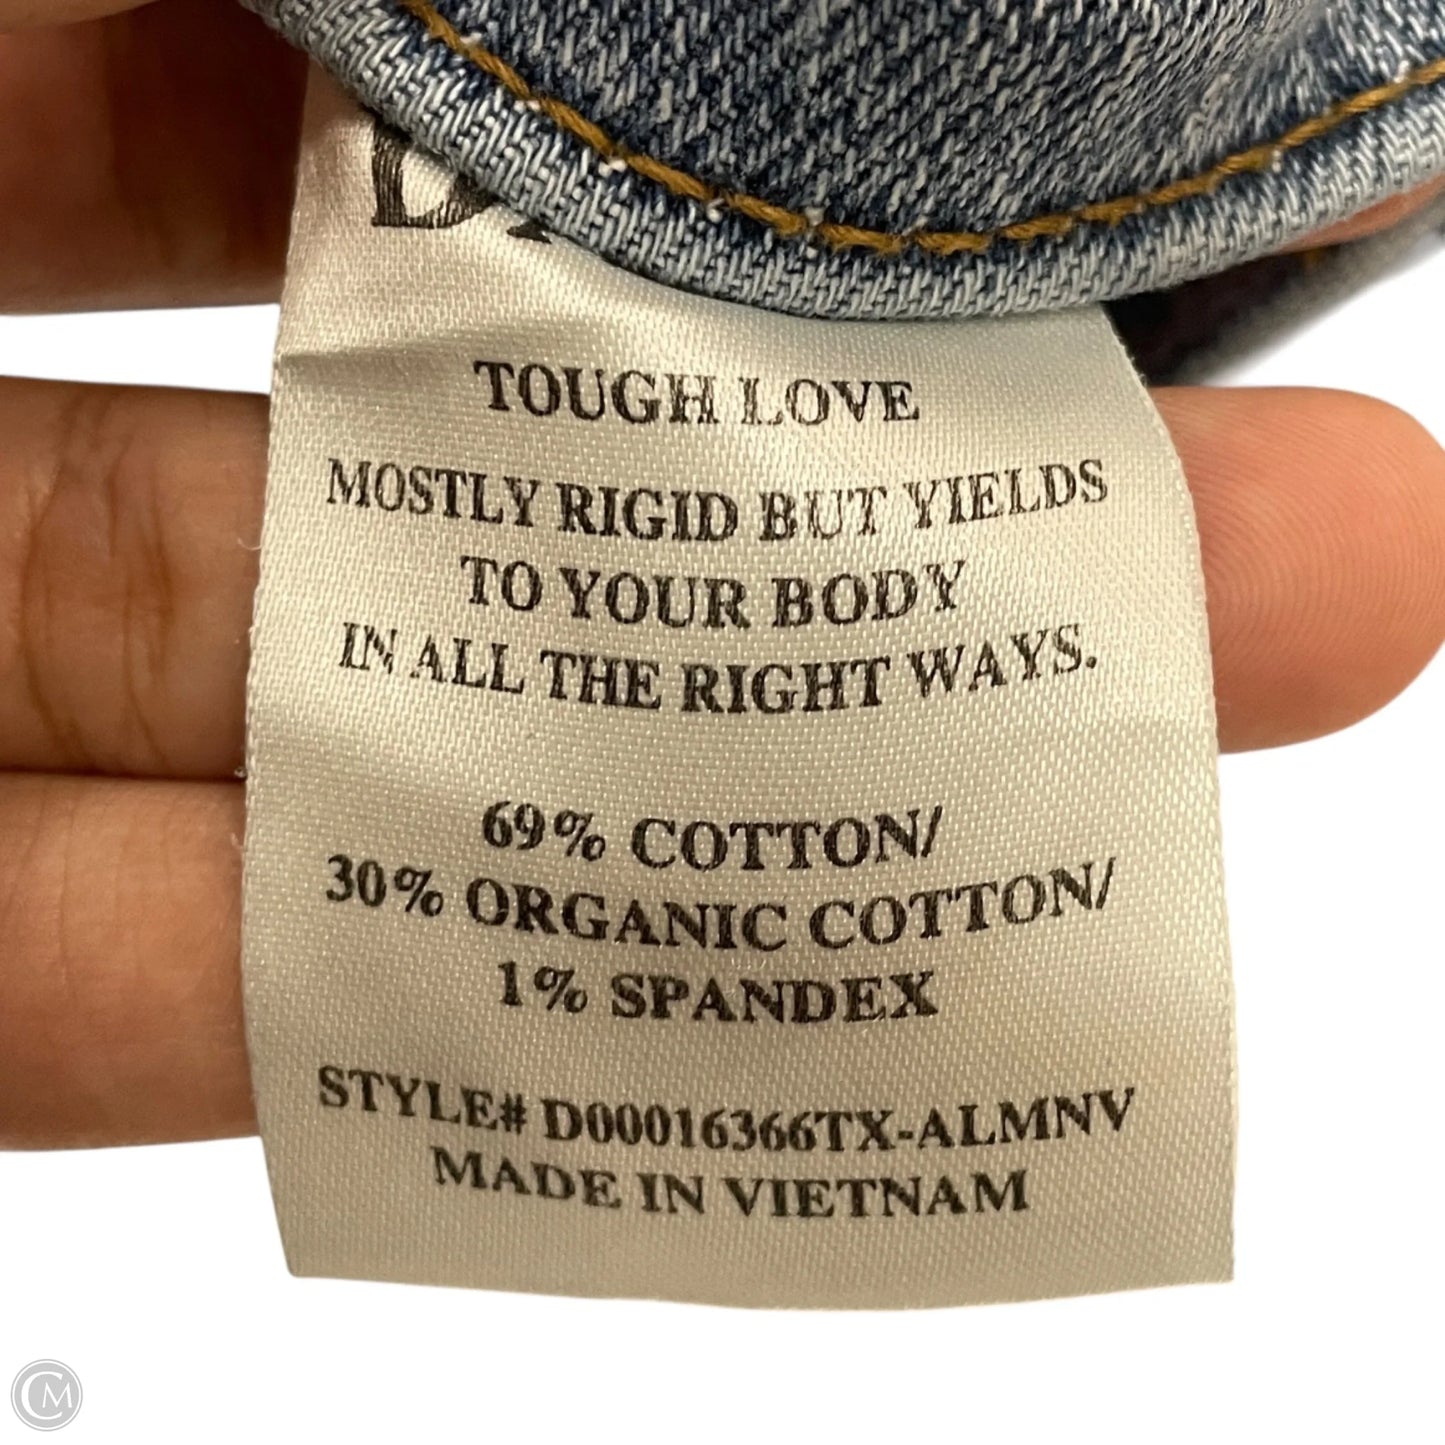 TOUGH LOVE
MOSTLY RIGID BUT YIELDS
TO YOUR BODY
IN ALL THE RIGHT WAYS.
69% COTTON/
30% ORGANIC COTTON/
1% SPANDEX
STYLE# D00016366TX-ALMNV
MADE IN VIETNAM
CM